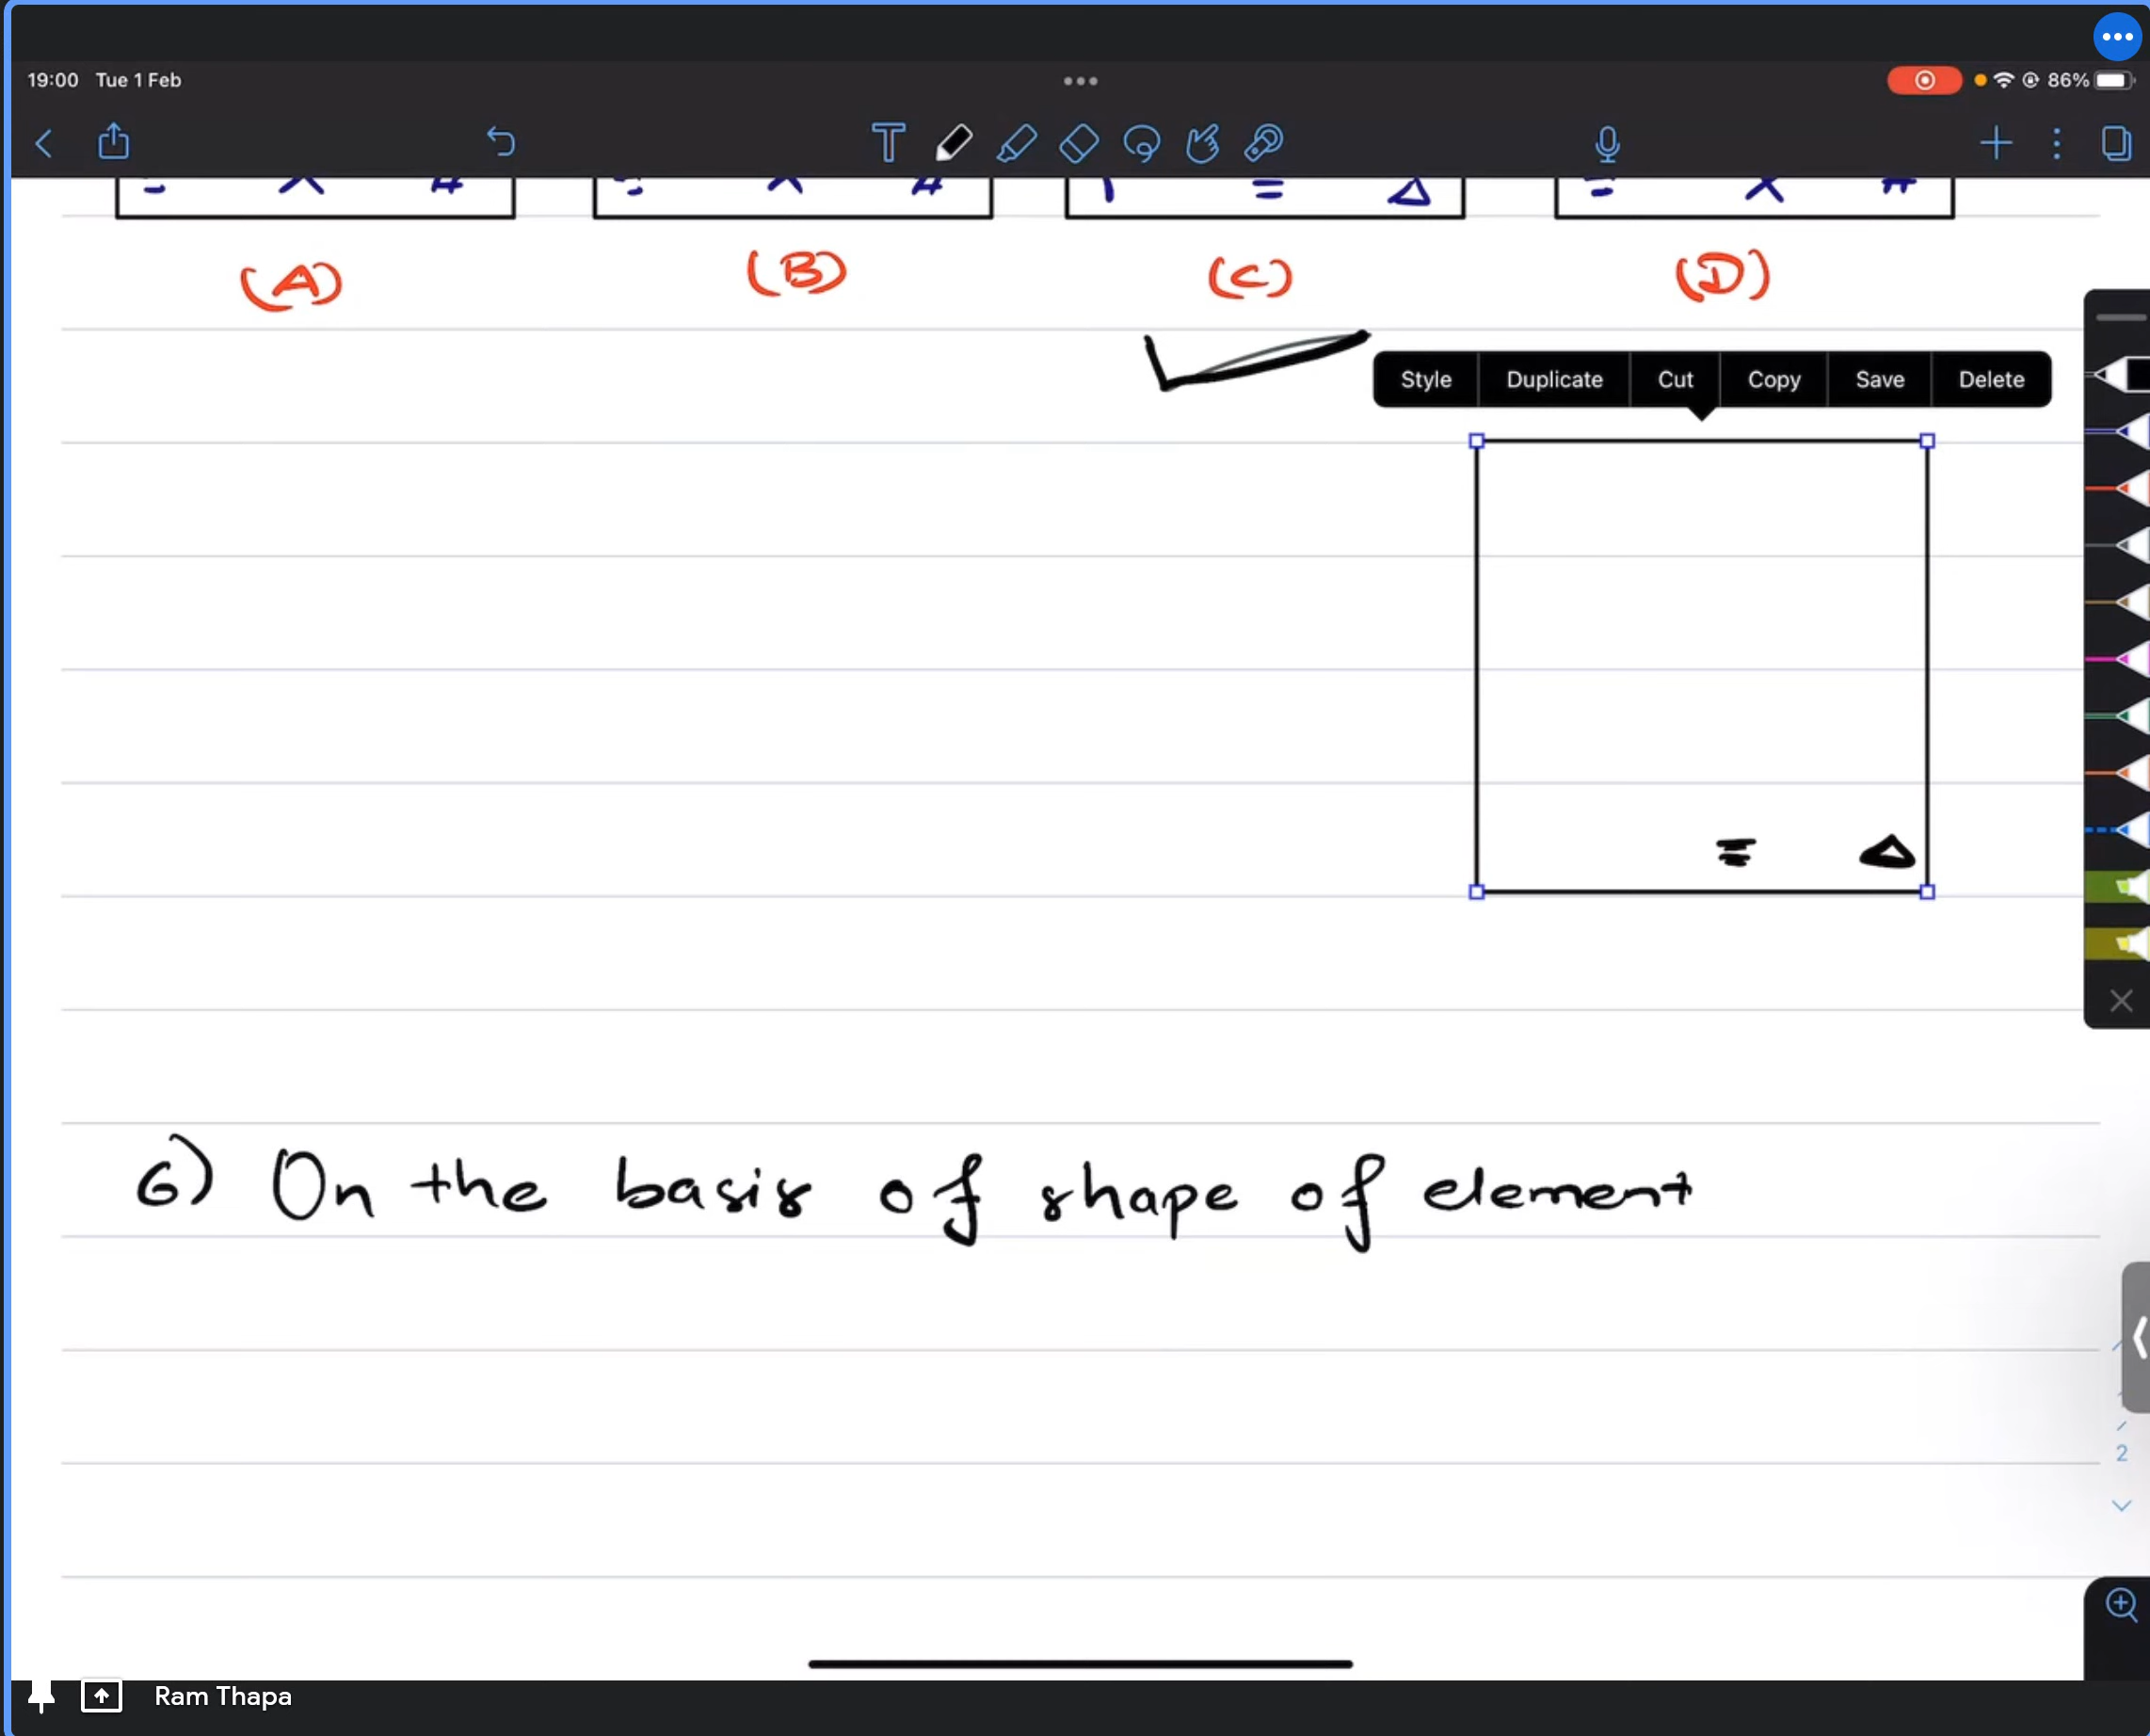 19:00 Tue 1 Feb
86%
T
= × #
= × #
= Δ
= × #
(A) (B) (C) (D)
Style Duplicate Cut Copy Save Delete
= Δ
6) On the basis of shape of element
2
Ram Thapa